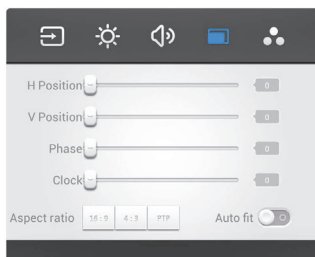 H Position 0
V Position 0
Phase 0
Clock 0
Aspect ratio 16:9 4:3 PTP Auto fit